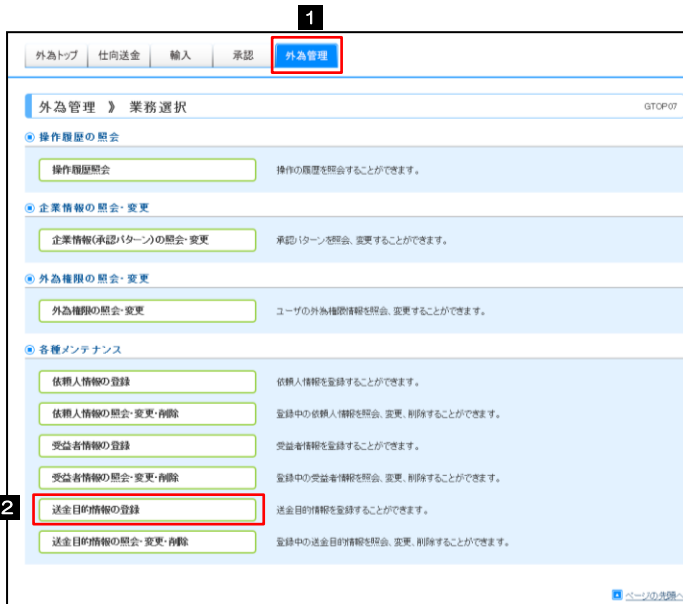 1
外為トップ 仕向送金 輸入 承認 外為管理
外為管理 》 業務選択 GTOP07
操作履歴の照会
操作履歴照会 操作の履歴を照会することができます。
企業情報の照会・変更
企業情報(承認パターン)の照会・変更 承認パターンを照会、変更することができます。
外為権限の照会・変更
外為権限の照会・変更 ユーザの外為権限情報を照会、変更することができます。
各種メンテナンス
依頼人情報の登録 依頼人情報を登録することができます。
依頼人情報の照会・変更・削除 登録中の依頼人情報を照会、変更、削除することができます。
受益者情報の登録 受益者情報を登録することができます。
受益者情報の照会・変更・削除 登録中の受益者情報を照会、変更、削除することができます。
2 送金目的情報の登録 送金目的情報を登録することができます。
送金目的情報の照会・変更・削除 登録中の送金目的情報を照会、変更、削除することができます。
ページの先頭へ